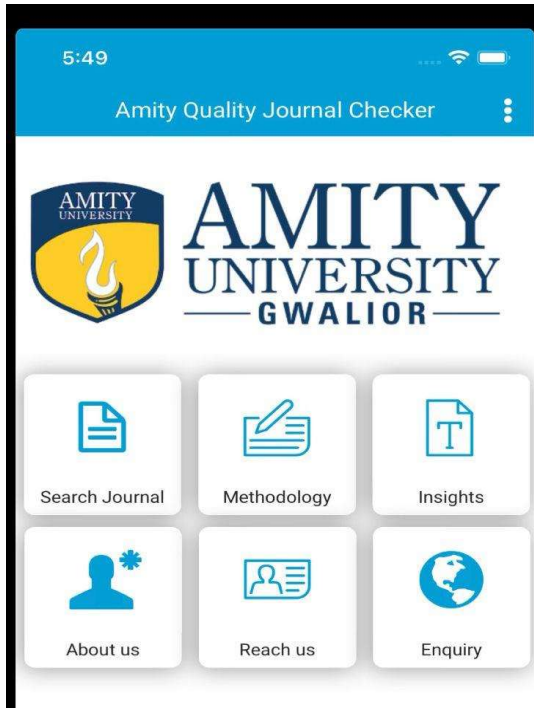 5:49
Amity Quality Journal Checker
AMITY
UNIVERSITY
AMITY
UNIVERSITY
GWALIOR
Search Journal
Methodology
T
Insights
About us
Reach us
Enquiry